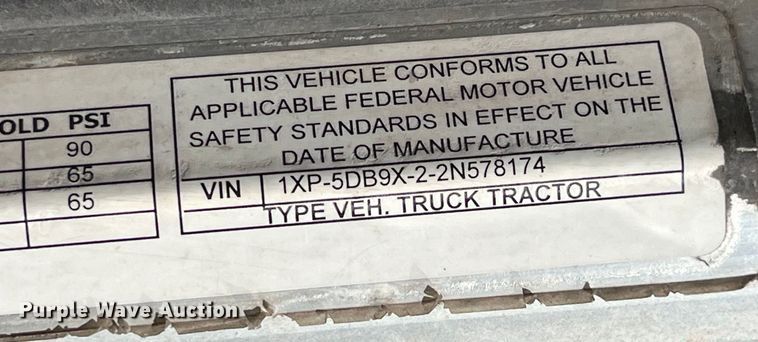 OLD PSI
90
65
65
THIS VEHICLE CONFORMS TO ALL
APPLICABLE FEDERAL MOTOR VEHICLE
SAFETY STANDARDS IN EFFECT ON THE
DATE OF MANUFACTURE
VIN 1XP-5DB9X-2-2N578174
TYPE VEH. TRUCK TRACTOR
Purple Wave Auction